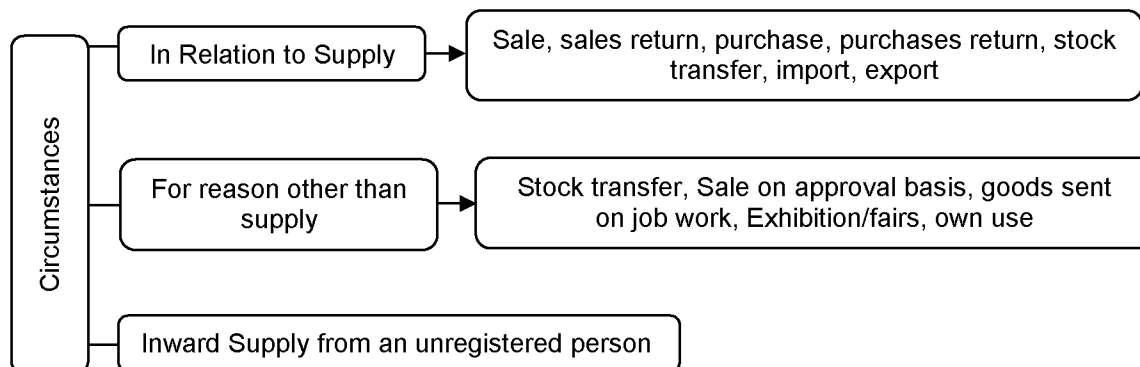 Circumstances
In Relation to Supply
Sale, sales return, purchase, purchases return, stock
transfer, import, export
For reason other than
supply
Stock transfer, Sale on approval basis, goods sent
on job work, Exhibition/fairs, own use
Inward Supply from an unregistered person